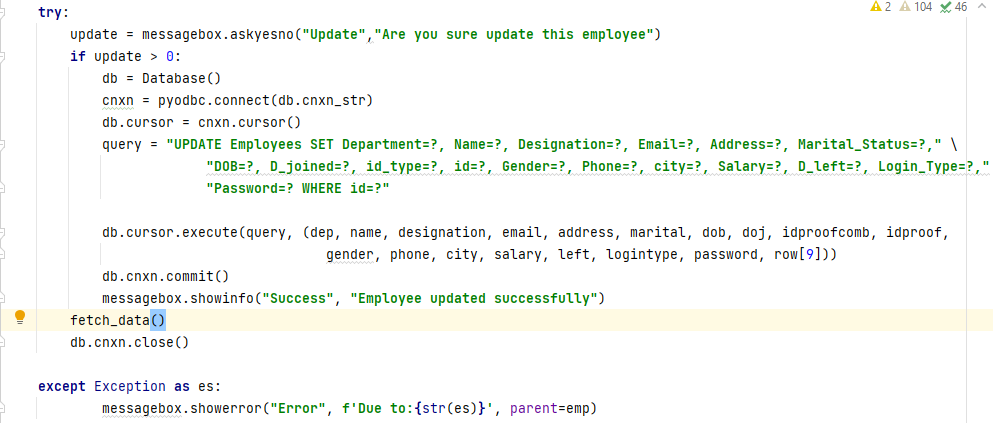 2 104 46
try:
update = messagebox.askyesno("Update","Are you sure update this employee")
if update > 0:
db = Database()
cnxn = pyodbc.connect(db.cnxn_str)
db.cursor = cnxn.cursor()
query = "UPDATE Employees SET Department=?, Name=?, Designation=?, Email=?, Address=?, Marital_Status=?," \
"DOB=?, D_joined=?, id_type=?, id=?, Gender=?, Phone=?, city=?, Salary=?, D_left=?, Login_Type=?,"
"Password=? WHERE id=?"
db.cursor.execute(query, (dep, name, designation, email, address, marital, dob, doj, idproofcomb, idproof,
gender, phone, city, salary, left, logintype, password, row[9]))
db.cnxn.commit()
messagebox.showinfo("Success", "Employee updated successfully")
fetch_data()
db.cnxn.close()
except Exception as es:
messagebox.showerror("Error", f'Due to:{str(es)}', parent=emp)